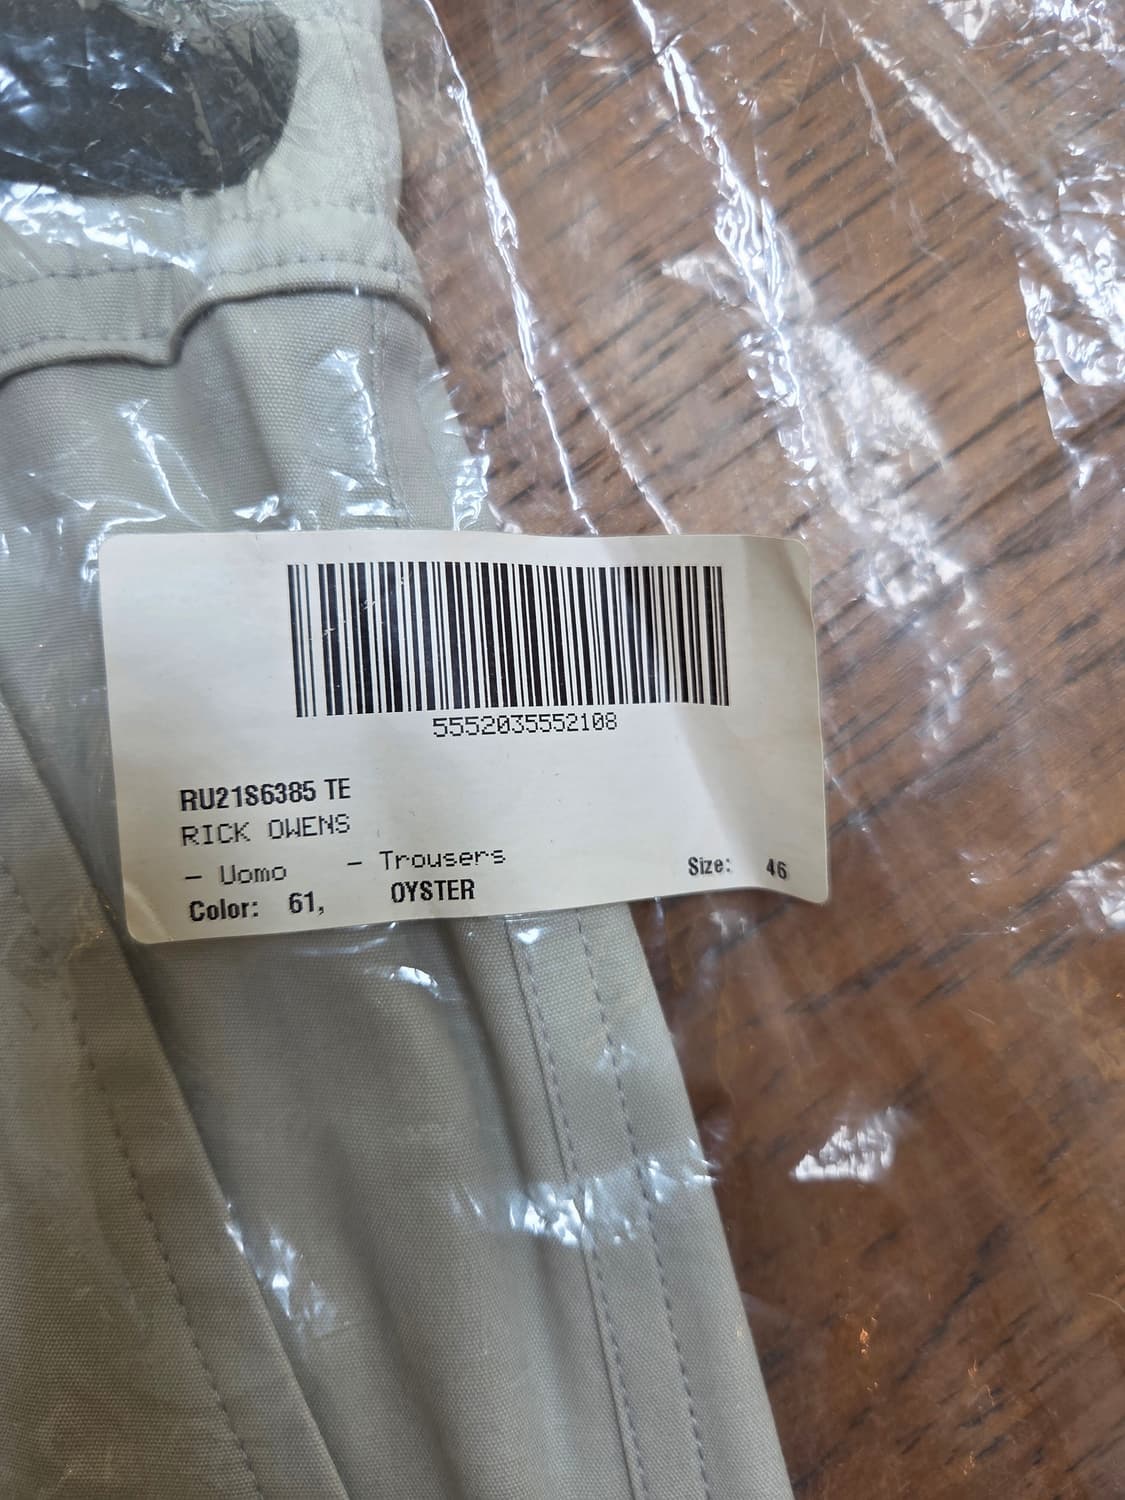 5552035552108
RU21S6385 TE
RICK OWENS
- Uomo - Trousers
Color: 61, OYSTER Size: 46